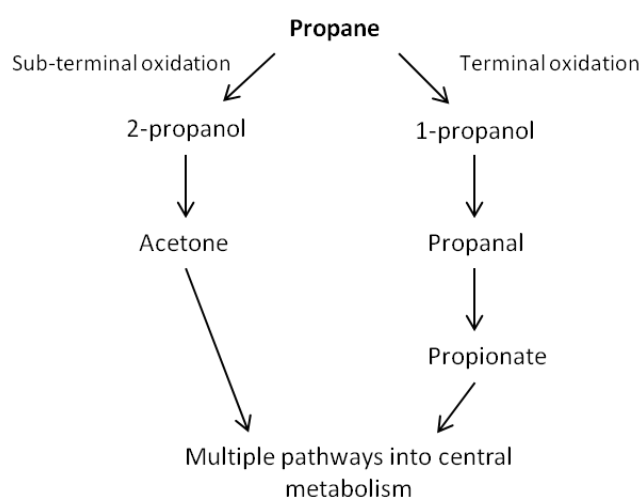 Propane
Sub-terminal oxidation
Terminal oxidation
2-propanol
1-propanol
Acetone
Propanal
Propionate
Multiple pathways into central
metabolism